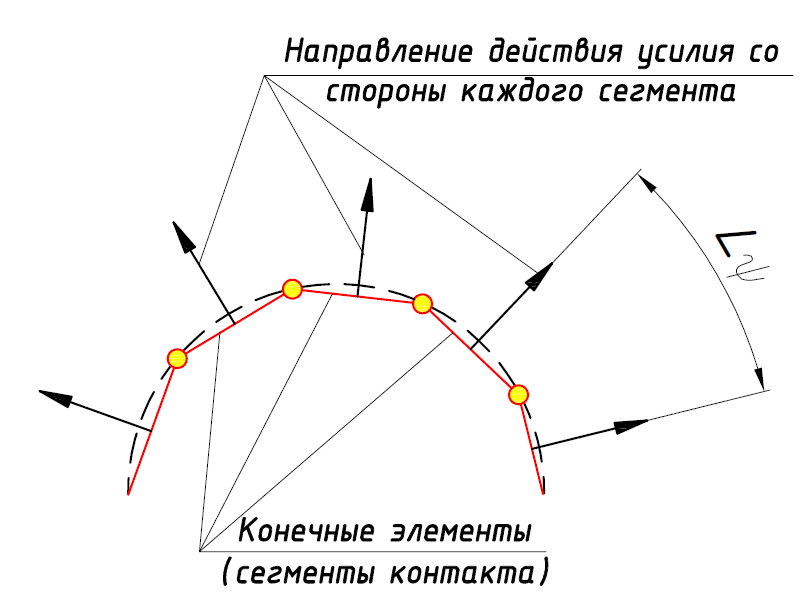 Направление действия усилия со
стороны каждого сегмента
∠ψ
Конечные элементы
(сегменты контакта)